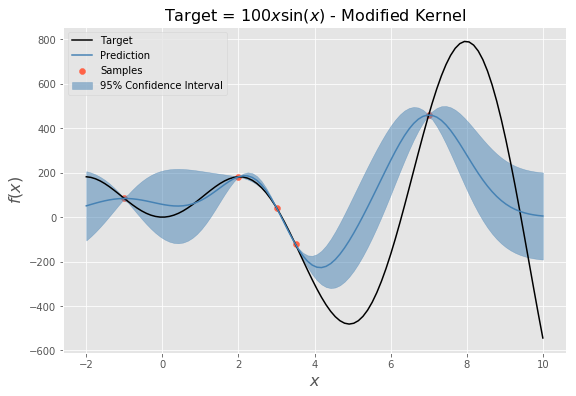 Target = 100xsin(x) - Modified Kernel
Target
Prediction
Samples
95% Confidence Interval
800
600
400
200
0
−200
−400
−600
f(x)
−2 0 2 4 6 8 10
x